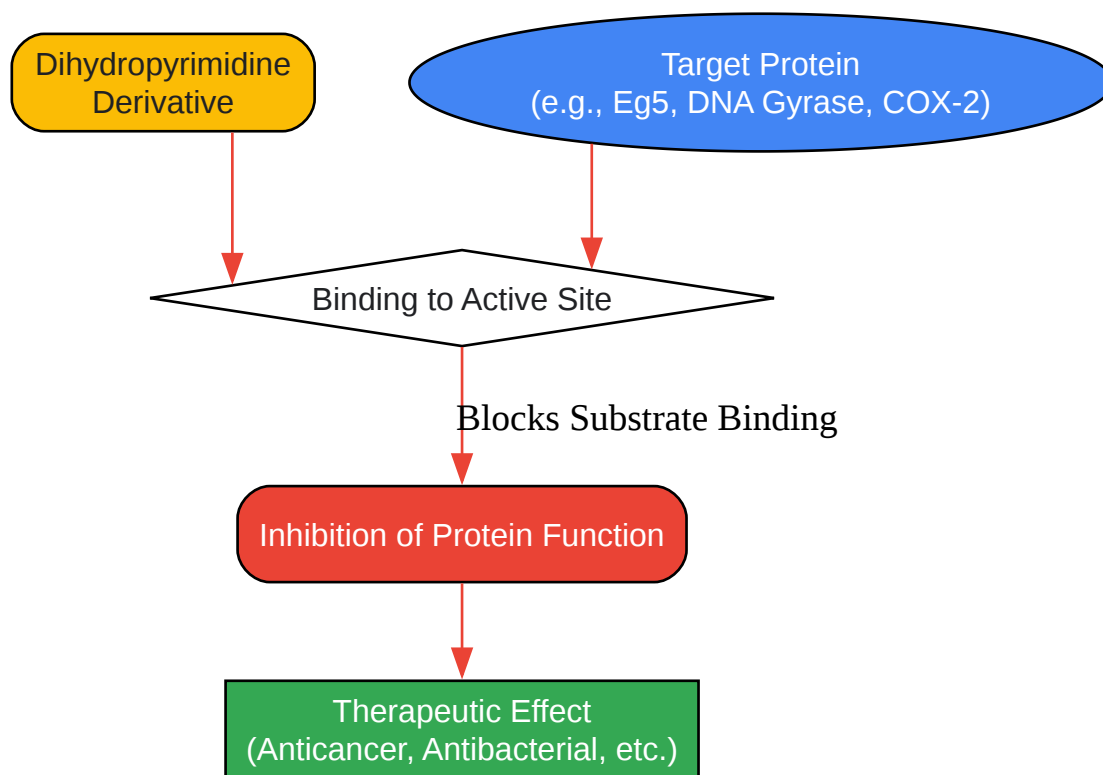 Dihydropyrimidine
Derivative
Target Protein
(e.g., Eg5, DNA Gyrase, COX-2)
Binding to Active Site
Blocks Substrate Binding
Inhibition of Protein Function
Therapeutic Effect
(Anticancer, Antibacterial, etc.)